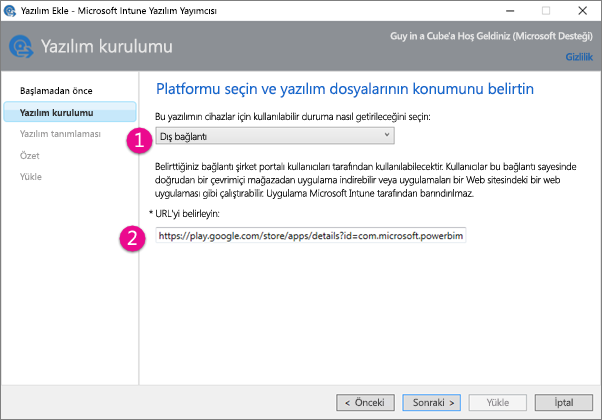 Yazılım Ekle - Microsoft Intune Yazılım Yayımcısı
Yazılım kurulumu
Guy in a Cube'a Hoş Geldiniz (Microsoft Desteği)
Gizlilik
Başlamadan önce
Yazılım kurulumu
Yazılım tanımlaması
Özet
Yükle
Platformu seçin ve yazılım dosyalarının konumunu belirtin
Bu yazılımın cihazlar için kullanılabilir duruma nasıl getirileceğini seçin:
1
Dış bağlantı
Belirttiğiniz bağlantı şirket portalı kullanıcıları tarafından kullanılabilecektir. Kullanıcılar bu bağlantı sayesinde
doğrudan bir çevrimiçi mağazadan uygulama indirebilir veya uygulamaları bir Web sitesindeki bir web
uygulaması gibi çalıştırabilir. Uygulama Microsoft Intune tarafından barındırılmaz.
* URL'yi belirleyin:
2
https://play.google.com/store/apps/details?id=com.microsoft.powerbim
< Önceki
Sonraki >
Yükle
İptal